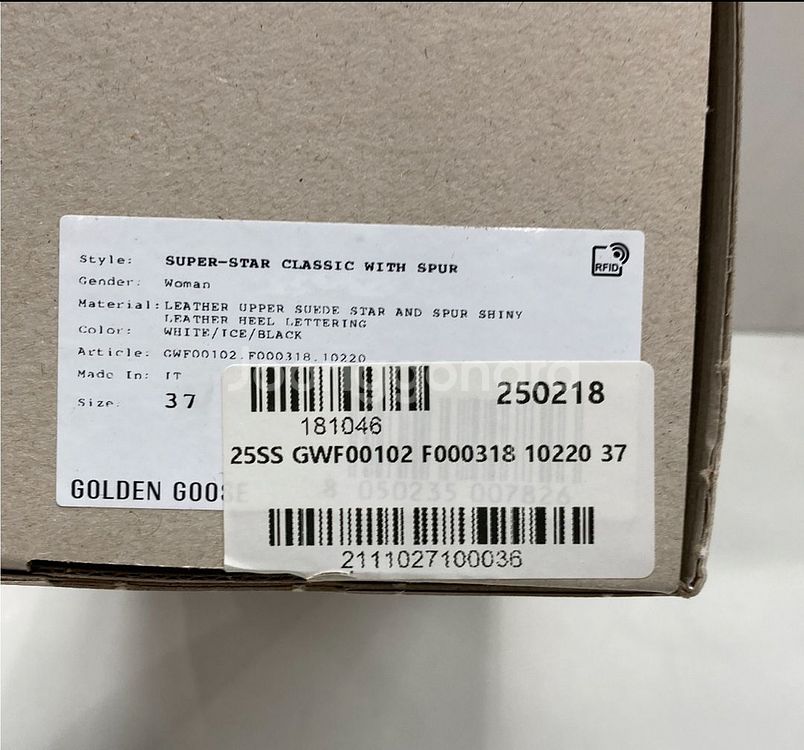 Style: SUPER-STAR CLASSIC WITH SPUR
RFID
Gender: Woman
Material: LEATHER UPPER SUEDE STAR AND SPUR SHINY
LEATHER HEEL LETTERING
Color: WHITE/ICE/BLACK
Article: GWF00102.F000318.10220
Made In: IT
Size: 37
joonggonara
250218
181046
25SS GWF00102 F000318 10220 37
GOLDEN GOOSE
8 050235 007826
2111027100036